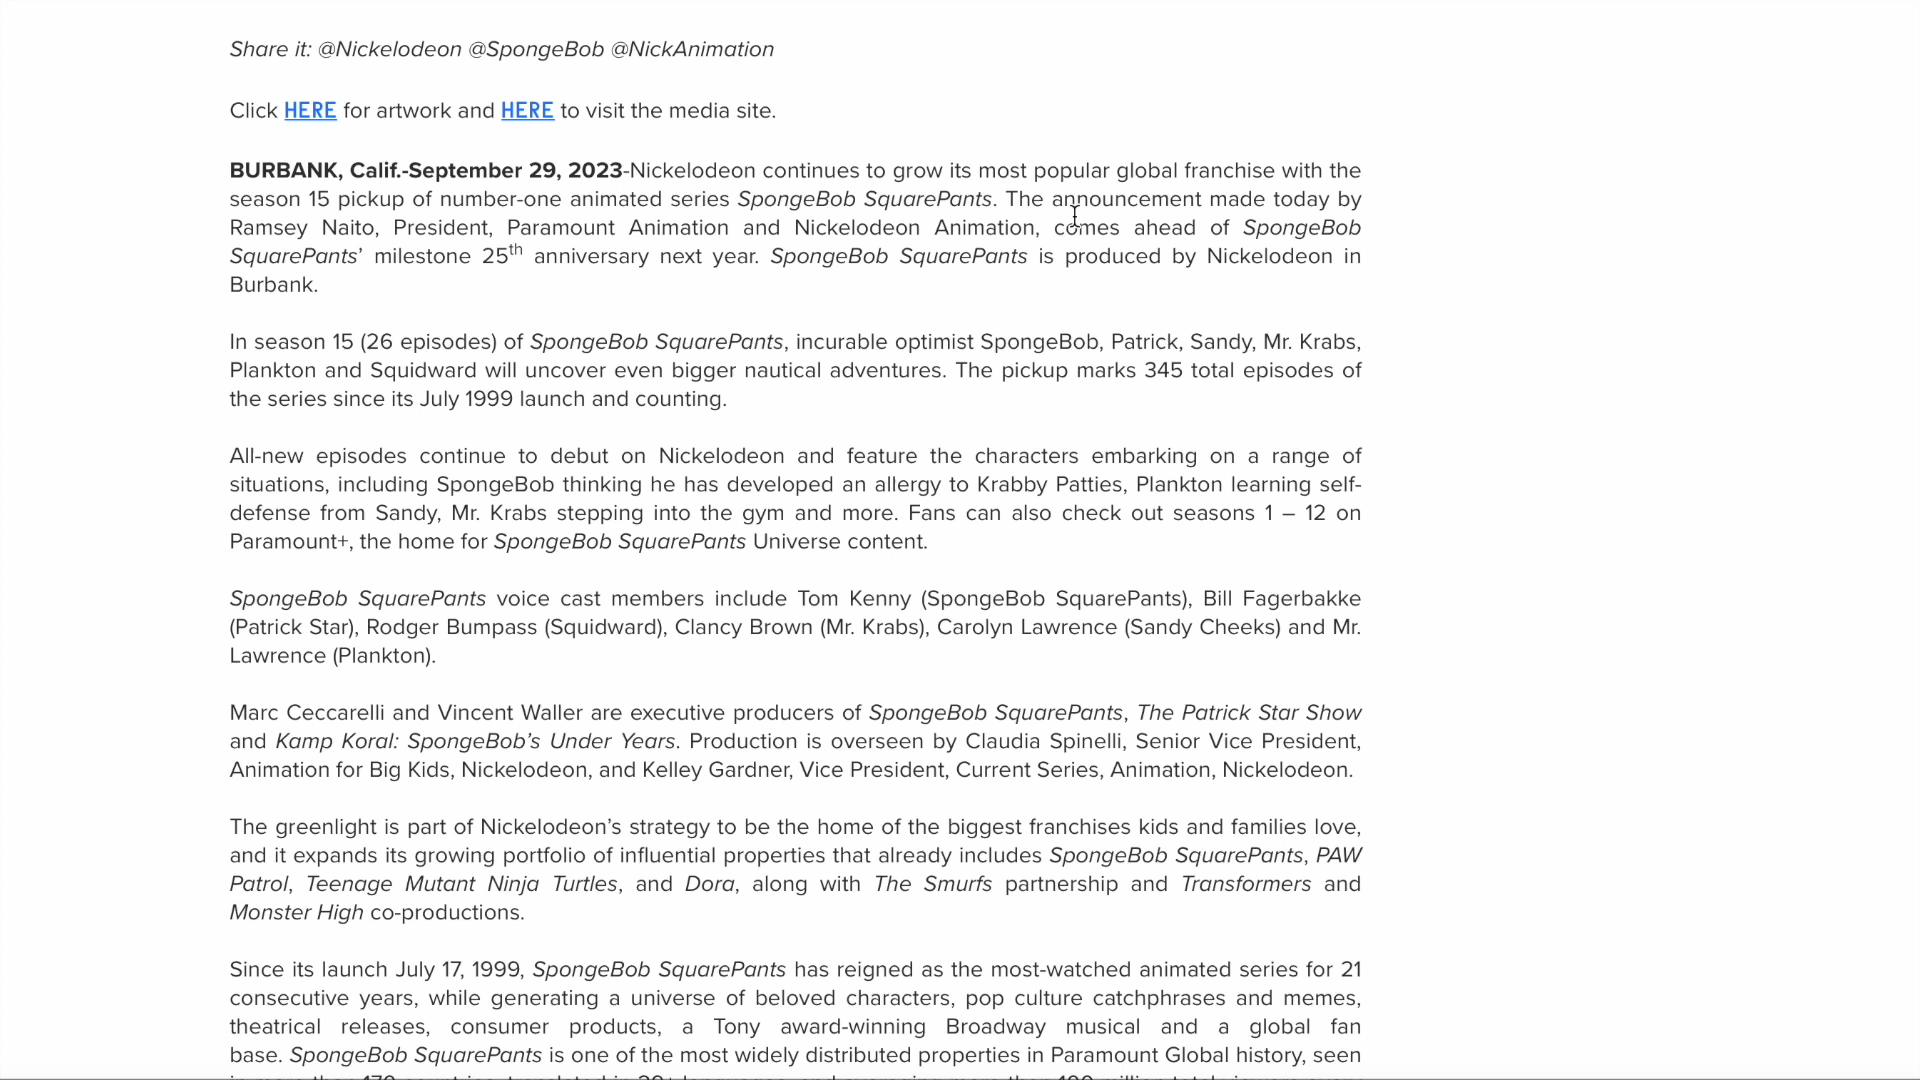 Share it: @Nickelodeon @SpongeBob @NickAnimation
Click HERE for artwork and HERE to visit the media site.
BURBANK, Calif.-September 29, 2023-Nickelodeon continues to grow its most popular global franchise with the
season 15 pickup of number-one animated series SpongeBob SquarePants. The announcement made today by
Ramsey Naito, President, Paramount Animation and Nickelodeon Animation, comes ahead of SpongeBob
SquarePants’ milestone 25th anniversary next year. SpongeBob SquarePants is produced by Nickelodeon in
Burbank.
In season 15 (26 episodes) of SpongeBob SquarePants, incurable optimist SpongeBob, Patrick, Sandy, Mr. Krabs,
Plankton and Squidward will uncover even bigger nautical adventures. The pickup marks 345 total episodes of
the series since its July 1999 launch and counting.
All-new episodes continue to debut on Nickelodeon and feature the characters embarking on a range of
situations, including SpongeBob thinking he has developed an allergy to Krabby Patties, Plankton learning self-
defense from Sandy, Mr. Krabs stepping into the gym and more. Fans can also check out seasons 1 – 12 on
Paramount+, the home for SpongeBob SquarePants Universe content.
SpongeBob SquarePants voice cast members include Tom Kenny (SpongeBob SquarePants), Bill Fagerbakke
(Patrick Star), Rodger Bumpass (Squidward), Clancy Brown (Mr. Krabs), Carolyn Lawrence (Sandy Cheeks) and Mr.
Lawrence (Plankton).
Marc Ceccarelli and Vincent Waller are executive producers of SpongeBob SquarePants, The Patrick Star Show
and Kamp Koral: SpongeBob’s Under Years. Production is overseen by Claudia Spinelli, Senior Vice President,
Animation for Big Kids, Nickelodeon, and Kelley Gardner, Vice President, Current Series, Animation, Nickelodeon.
The greenlight is part of Nickelodeon’s strategy to be the home of the biggest franchises kids and families love,
and it expands its growing portfolio of influential properties that already includes SpongeBob SquarePants, PAW
Patrol, Teenage Mutant Ninja Turtles, and Dora, along with The Smurfs partnership and Transformers and
Monster High co-productions.
Since its launch July 17, 1999, SpongeBob SquarePants has reigned as the most-watched animated series for 21
consecutive years, while generating a universe of beloved characters, pop culture catchphrases and memes,
theatrical releases, consumer products, a Tony award-winning Broadway musical and a global fan
base. SpongeBob SquarePants is one of the most widely distributed properties in Paramount Global history, seen